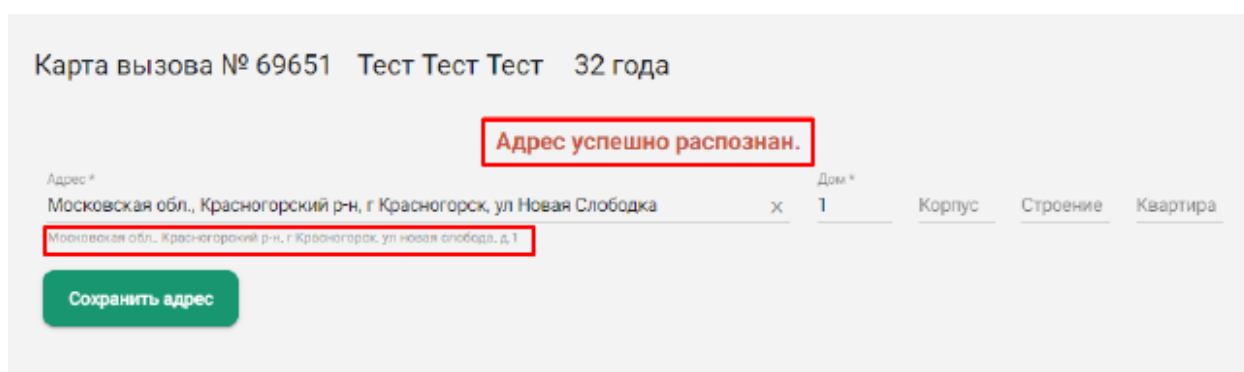 Карта вызова № 69651 Тест Тест Тест 32 года
Адрес успешно распознан.
Адрес * Дом *
Московская обл., Красногорский р-н, г Красногорск, ул Новая Слободка × 1 Корпус Строение Квартира
Московская обл., Красногорский р-н, г Красногорск, ул новая слобода, д.1
Сохранить адрес